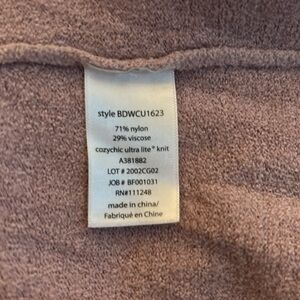 style BDWCU1623
71% nylon
29% viscose
cozychic ultra lite® knit
A381882
LOT # 2002CG02
JOB # BF001031
RN#111248
made in china/
Fabriqué en Chine